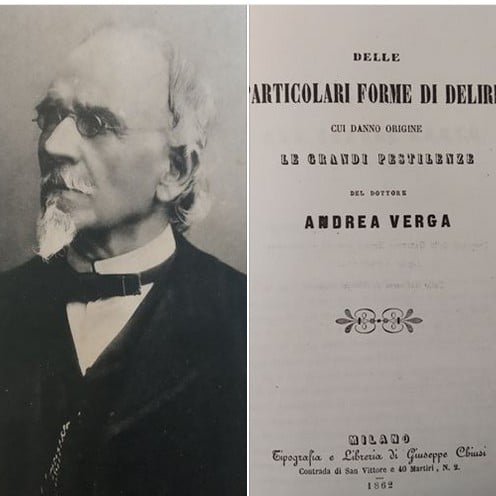 DELLE
PARTICOLARI FORME DI DELIRI
CUI DANNO ORIGINE
LE GRANDI PESTILENZE
DEL DOTTORE
ANDREA VERGA
MILANO
Tipografia e Libreria di Giuseppe Chiusi
Contrada di San Vittore e 40 Martiri, N. 2.
1862